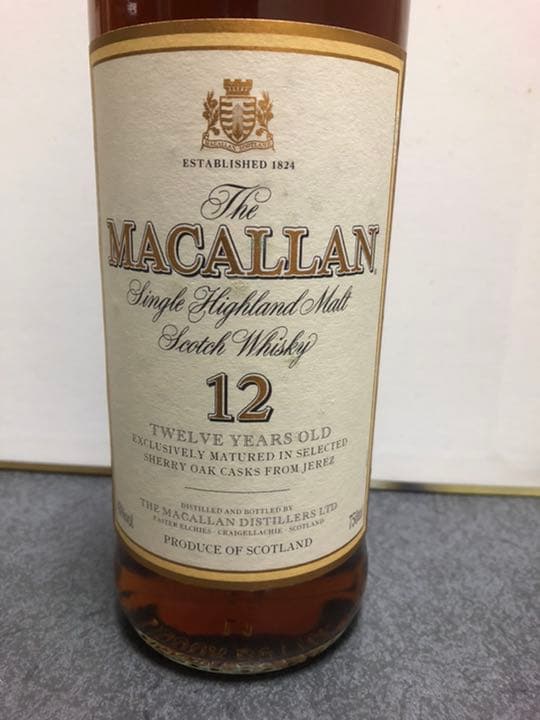 ESTABLISHED 1824
The
MACALLAN
Single Highland Malt
Scotch Whisky
12
TWELVE YEARS OLD
EXCLUSIVELY MATURED IN SELECTED
SHERRY OAK CASKS FROM JEREZ
DISTILLED AND BOTTLED BY
THE MACALLAN DISTILLERS LTD.
EASTER ELCHIES · CRAIGELLACHIE · SCOTLAND
PRODUCE OF SCOTLAND